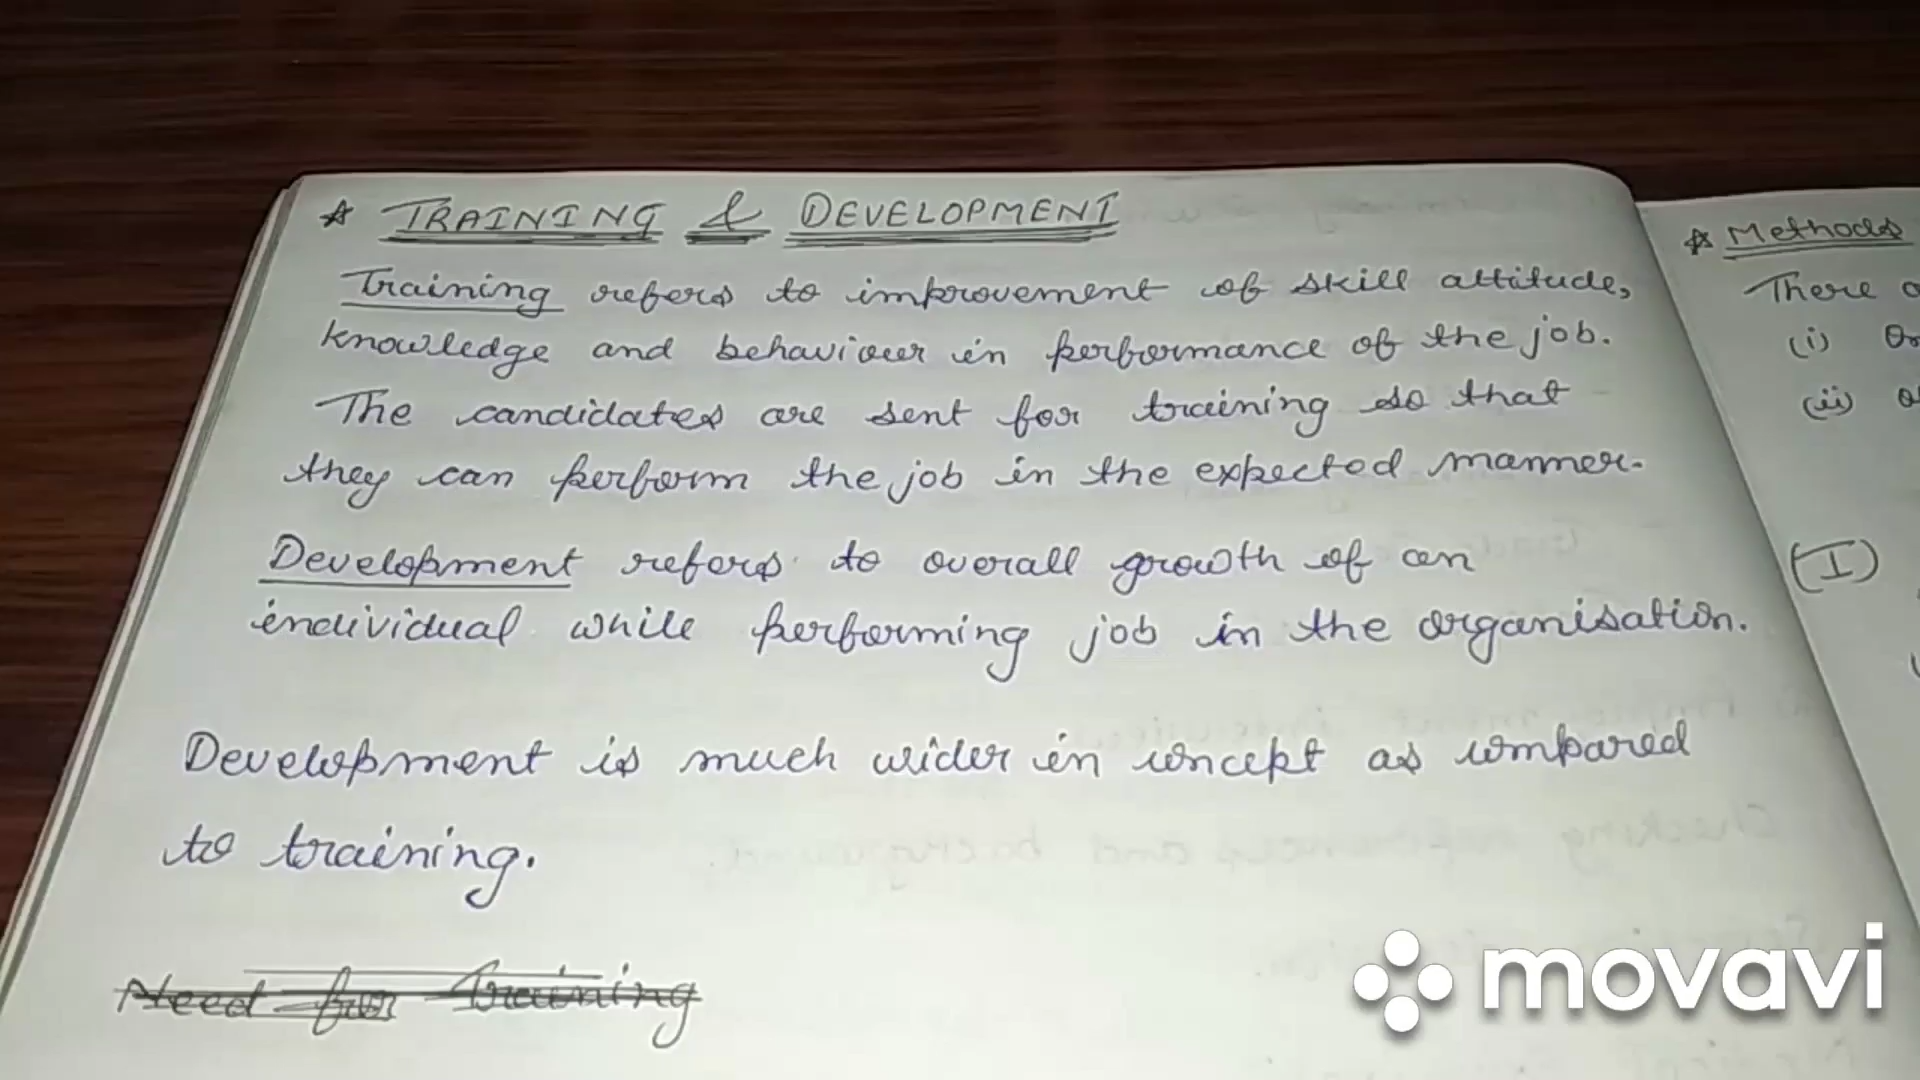 ☆ TRAINING & DEVELOPMENT
Training refers to improvement of skill attitude,
knowledge and behaviour in performance of the job.
The candidates are sent for training so that
they can perform the job in the expected manner.
Development refers to overall growth of an
individual while performing job in the organisation.
Development is much wider in concept as compared
to training.
Need for Training
☆ Methods
There
(i)
(ii)
(I)
movavi